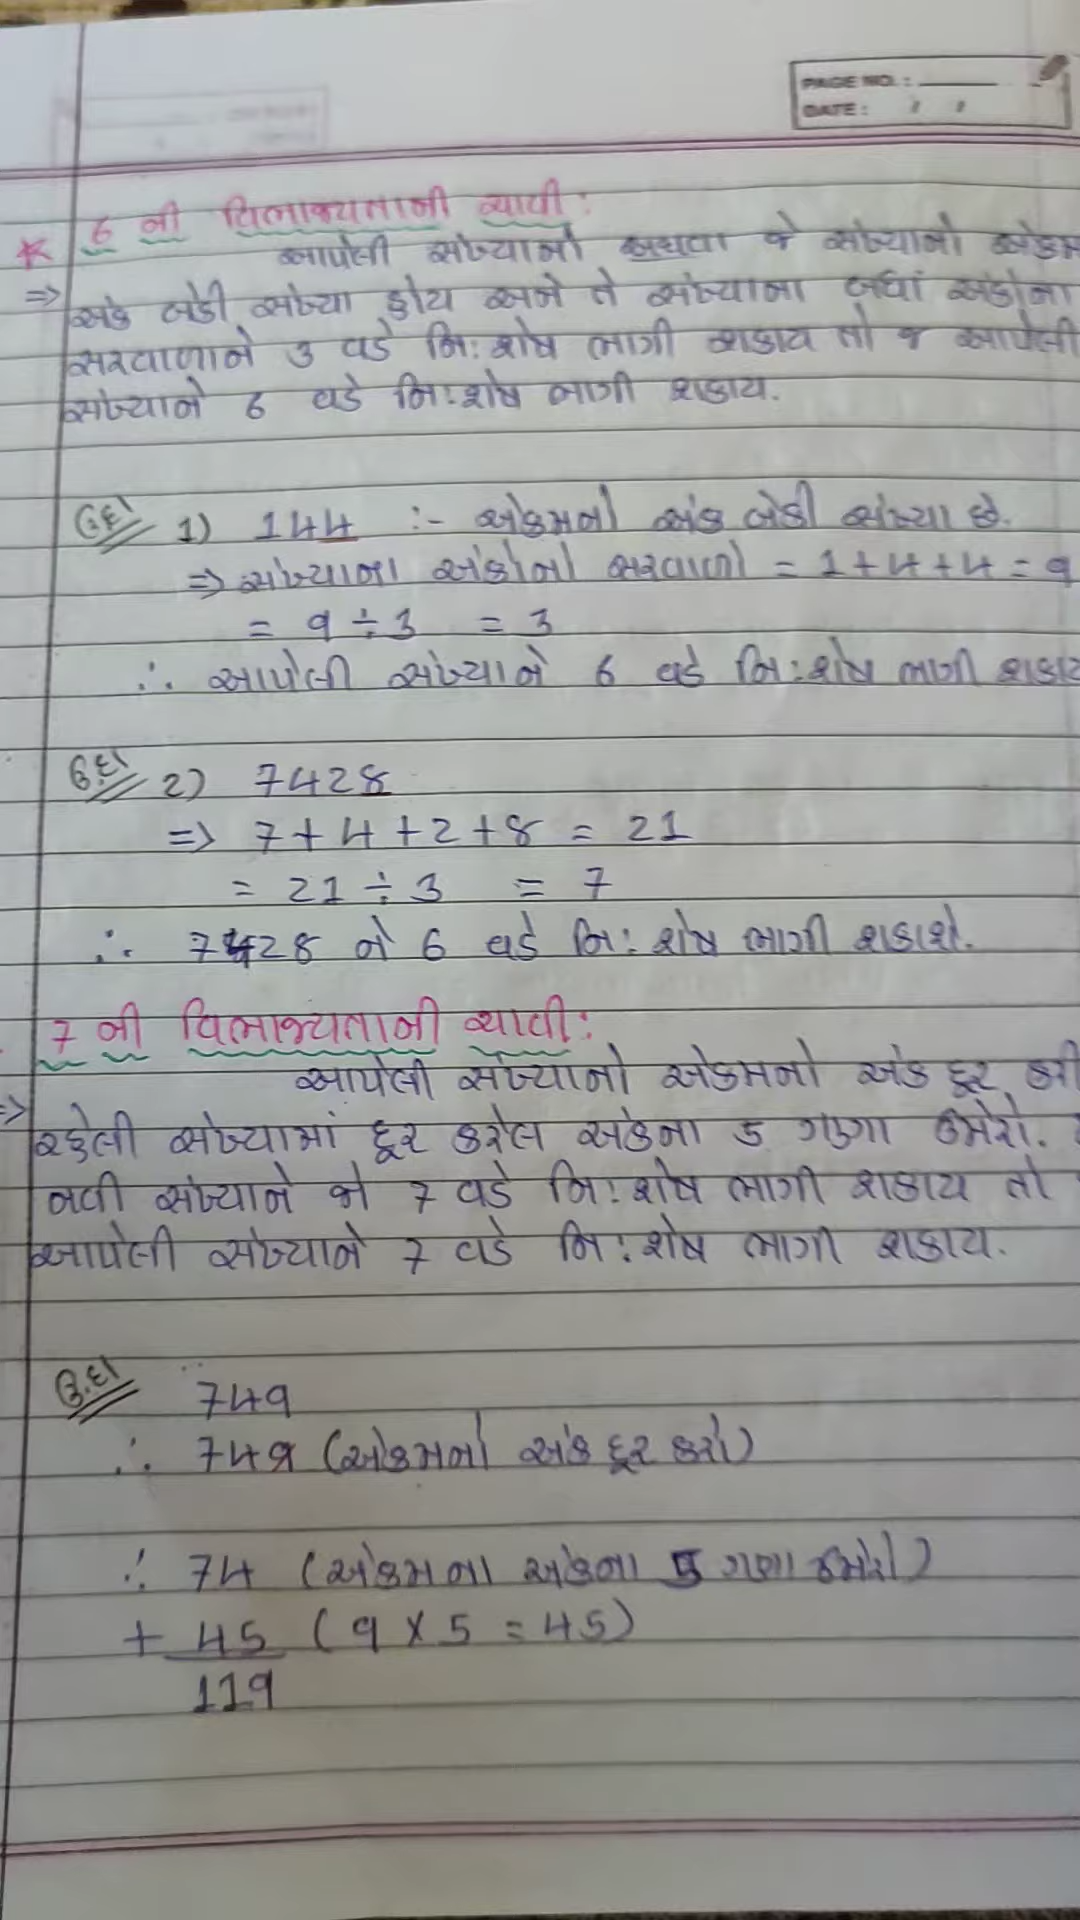 PAGE NO. :
DATE :
6 ની વિભાજ્યતાની ચાવી :
આપેલી સંખ્યાનો અથવા જે સંખ્યાનો એકમ
⇒ અંક બેકી સંખ્યા હોય અને તે સંખ્યાના બધાં અંકોના
સરવાળાને 3 વડે નિ:શેષ ભાગી શકાય તો જ આપેલી
સંખ્યાને 6 વડે નિ:શેષ ભાગી શકાય.
ઉદા 1) 144 :- એકમનો અંક બેકી સંખ્યા છે.
⇒ સંખ્યાના અંકોનો સરવાળો = 1+4+4 = 9
= 9 ÷ 3 = 3
∴ આપેલી સંખ્યાને 6 વડે નિ:શેષ ભાગી શકાય
ઉદા 2) 7428
⇒ 7+4+2+8 = 21
= 21 ÷ 3 = 7
∴ 7428 ને 6 વડે નિ:શેષ ભાગી શકાશે.
7 ની વિભાજ્યતાની ચાવી :
આપેલી સંખ્યાનો એકમનો અંક દૂર કરી
⇒ રહેલી સંખ્યામાં દૂર કરેલ અંકના 5 ગણા ઉમેરો.
નવી સંખ્યાને જો 7 વડે નિ:શેષ ભાગી શકાય તો
આપેલી સંખ્યાને 7 વડે નિ:શેષ ભાગી શકાય.
ઉદા 749
∴ 749 (એકમનો અંક દૂર કરો)
∴ 74 (એકમના અંકના 5 ગણા ઉમેરો)
+ 45 (9 × 5 = 45)
119